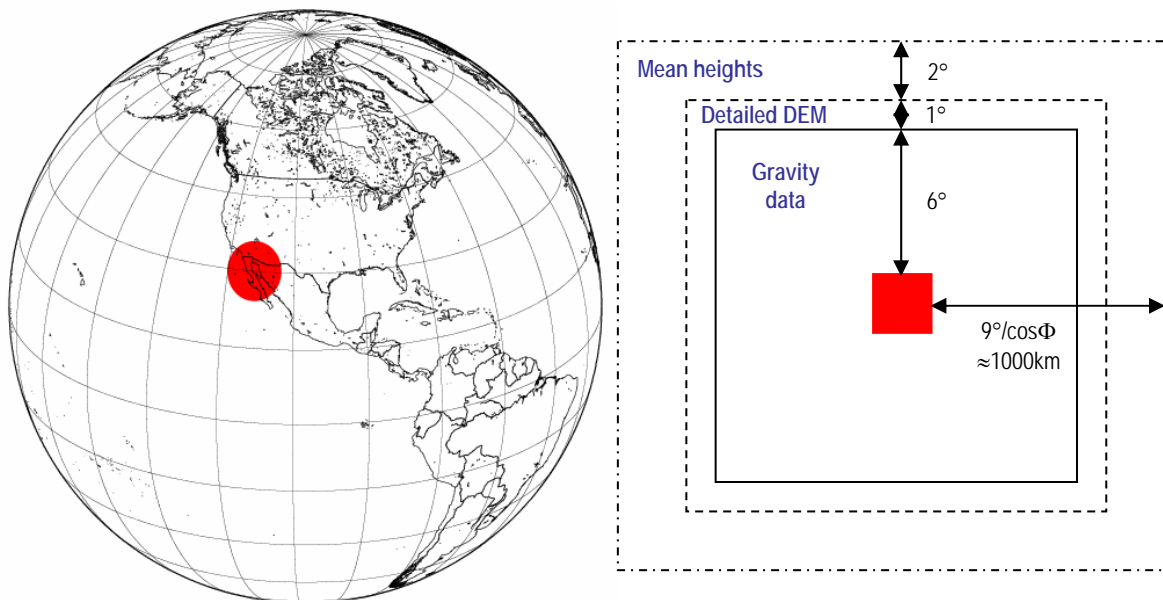 Mean heights
2°
Detailed DEM
1°
Gravity
data
6°
9°/cosΦ
≈1000km